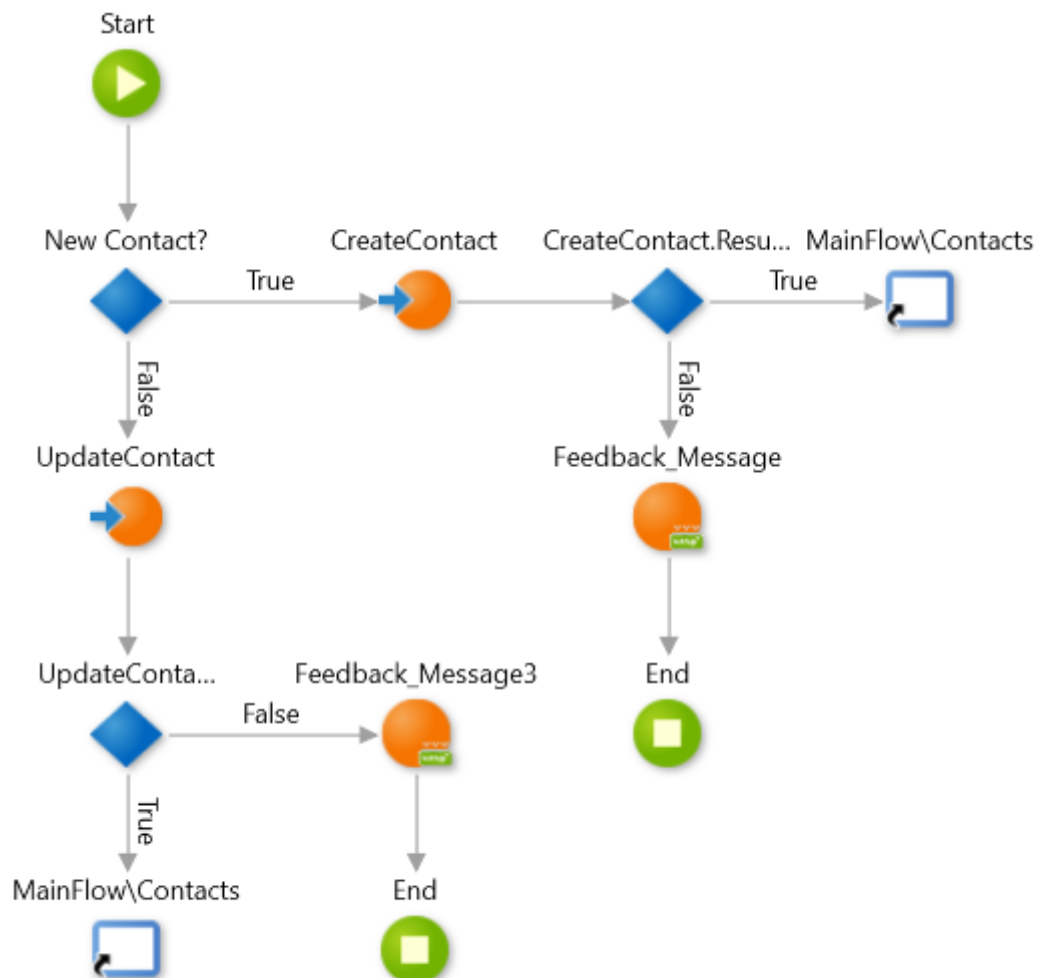 Start
New Contact?
CreateContact
CreateContact.Resu...
MainFlow\Contacts
True
True
False
False
UpdateContact
Feedback_Message
UpdateConta...
Feedback_Message3
End
False
True
MainFlow\Contacts
End